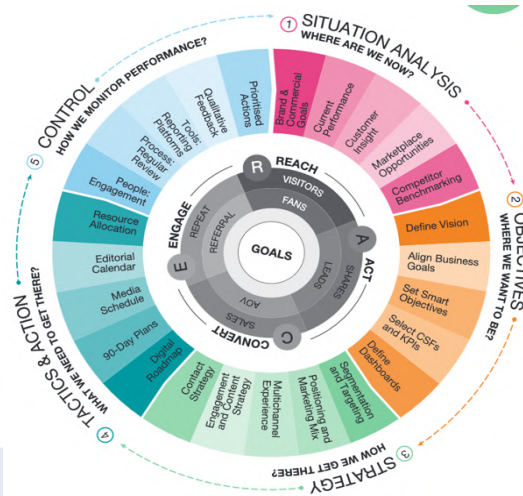 1 SITUATION ANALYSIS
WHERE ARE WE NOW?
Brand &
Commercial
Goals
Current
Performance
Customer
Insight
Marketplace
Opportunities
Competitor
Benchmarking
2 OBJECTIVES
WHERE WE WANT TO BE?
Define Vision
Align Business
Goals
Set Smart
Objectives
Select CSFs
and KPIs
Define
Dashboards
3 STRATEGY
HOW WE GET THERE?
Segmentation
and Targeting
Positioning and
Marketing Mix
Multichannel
Experience
Engagement
and Content
Strategy
Contact
Strategy
4 TACTICS & ACTION
WHAT WE NEED TO GET THERE?
Digital
Roadmap
90-Day Plans
Media
Schedule
Editorial
Calendar
Resource
Allocation
5 CONTROL
HOW WE MONITOR PERFORMANCE?
People:
Engagement
Process:
Regular
Review
Tools:
Reporting
Platforms
Qualitative
Feedback
Prioritised
Actions
R
REACH
VISITORS
FANS
A
ACT
SHARES
LEADS
C
CONVERT
SALES
AOV
E
ENGAGE
REPEAT
REFERRAL
GOALS